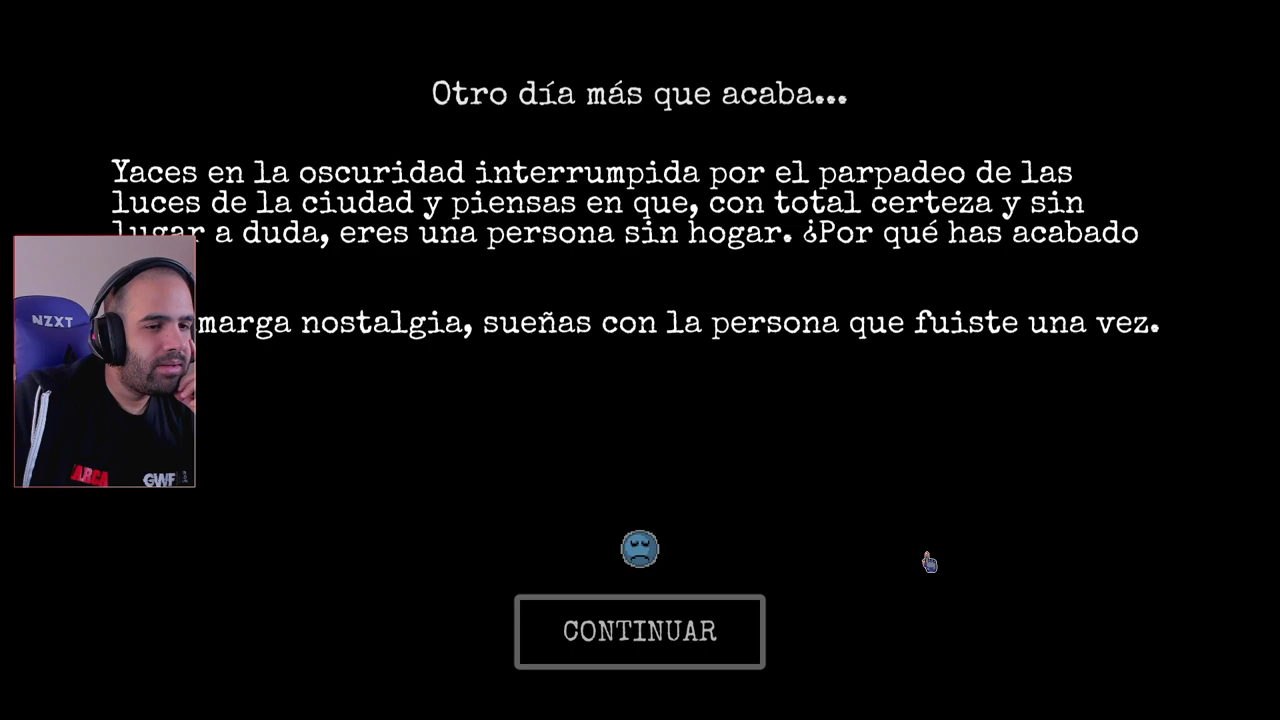 Otro día más que acaba...
Yaces en la oscuridad interrumpida por el parpadeo de las
luces de la ciudad y piensas en que, con total certeza y sin
lugar a duda, eres una persona sin hogar. ¿Por qué has acabado
marga nostalgia, sueñas con la persona que fuiste una vez.
NZXT
GWF
CONTINUAR